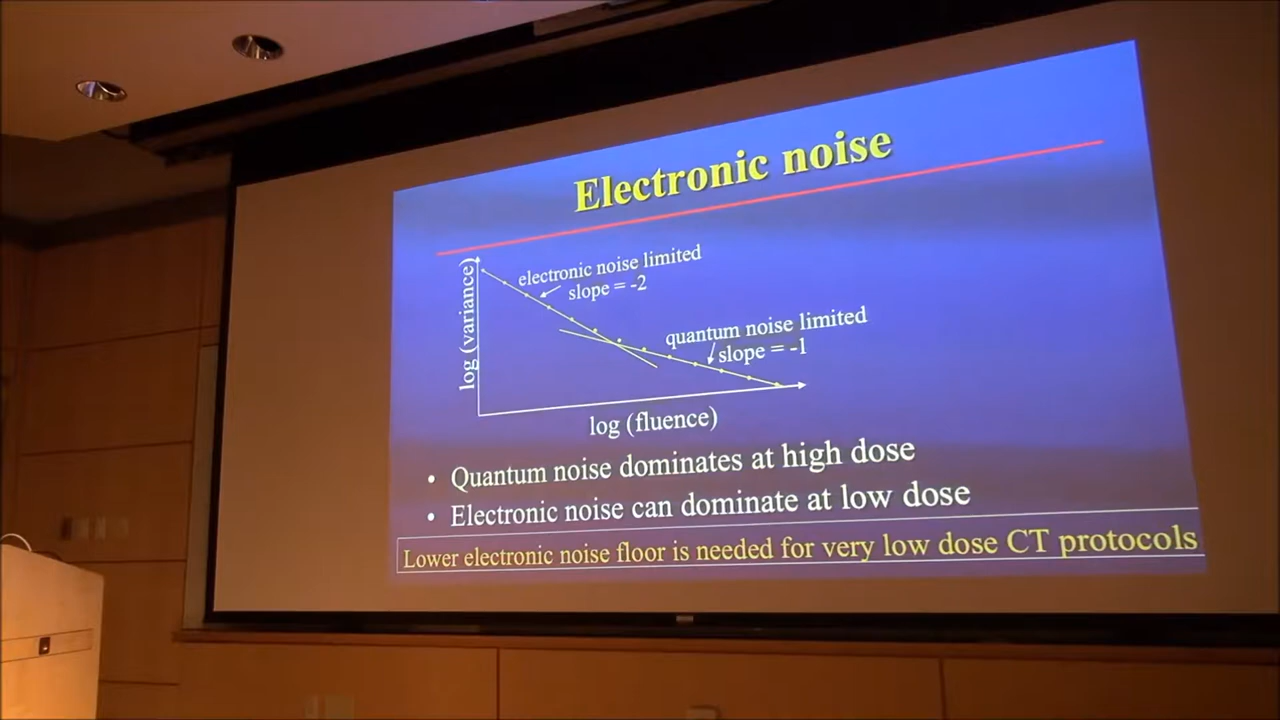 Electronic noise
electronic noise limited
slope = -2
quantum noise limited
slope = -1
log (variance)
log (fluence)
• Quantum noise dominates at high dose
• Electronic noise can dominate at low dose
Lower electronic noise floor is needed for very low dose CT protocols